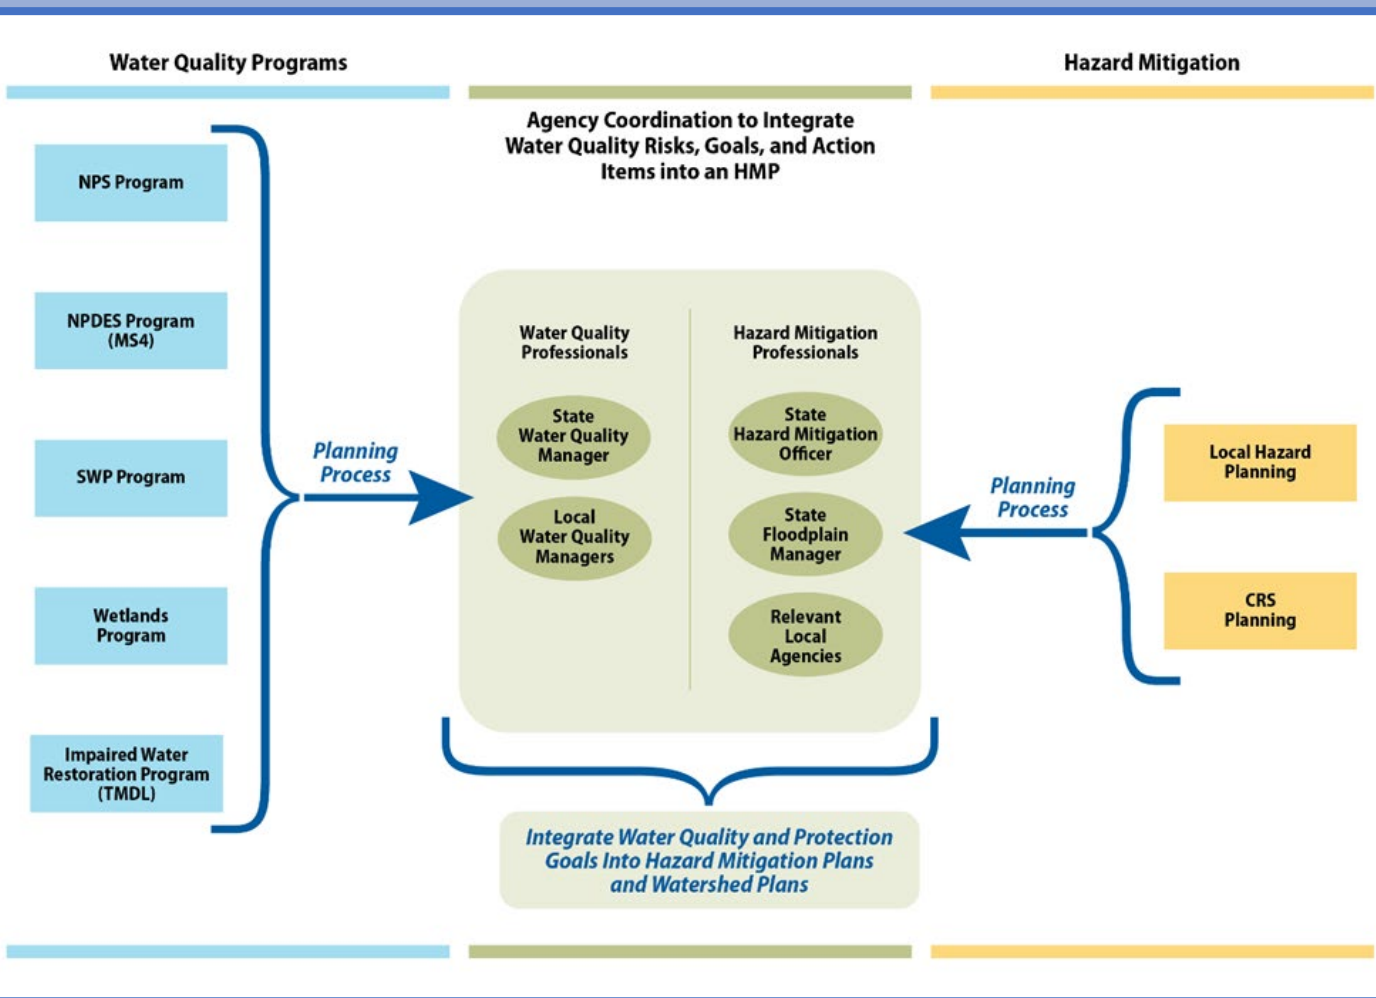 Water Quality Programs
Hazard Mitigation
Agency Coordination to Integrate
Water Quality Risks, Goals, and Action
Items into an HMP
NPS Program
NPDES Program
(MS4)
SWP Program
Wetlands
Program
Impaired Water
Restoration Program
(TMDL)
Planning
Process
Water Quality
Professionals
State
Water Quality
Manager
Local
Water Quality
Managers
Hazard Mitigation
Professionals
State
Hazard Mitigation
Officer
State
Floodplain
Manager
Relevant
Local
Agencies
Planning
Process
Local Hazard
Planning
CRS
Planning
Integrate Water Quality and Protection
Goals Into Hazard Mitigation Plans
and Watershed Plans